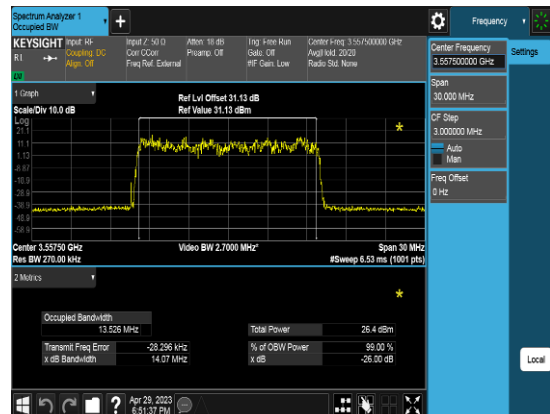 Spectrum Analyzer 1
Occupied BW
Frequency
KEYSIGHT Input: RF
Coupling: DC
Align: Off
Input Z: 50 Ω
Corr CCorr
Freq Ref: External
Atten: 18 dB
Preamp: Off
Trig: Free Run
Gate: Off
#IF Gain: Low
Center Freq: 3.557500000 GHz
Avg|Hold: 20/20
Radio Std: None
LW
Center Frequency
3.557500000 GHz
Settings
Span
30.000 MHz
CF Step
3.000000 MHz
Auto
Man
Freq Offset
0 Hz
Local
1 Graph
Scale/Div 10.0 dB
Ref Lvl Offset 31.13 dB
Ref Value 31.13 dBm
Log
21.1
11.1
1.13
-8.87
-18.9
-28.9
-38.9
-48.9
-58.9
Center 3.55750 GHz
Res BW 270.00 kHz
Video BW 2.7000 MHz*
Span 30 MHz
#Sweep 6.53 ms (1001 pts)
2 Metrics
Occupied Bandwidth
13.526 MHz
Total Power 26.4 dBm
Transmit Freq Error -28.296 kHz
% of OBW Power 99.00 %
x dB Bandwidth 14.07 MHz
x dB -26.00 dB
Apr 29, 2023
6:51:37 PM